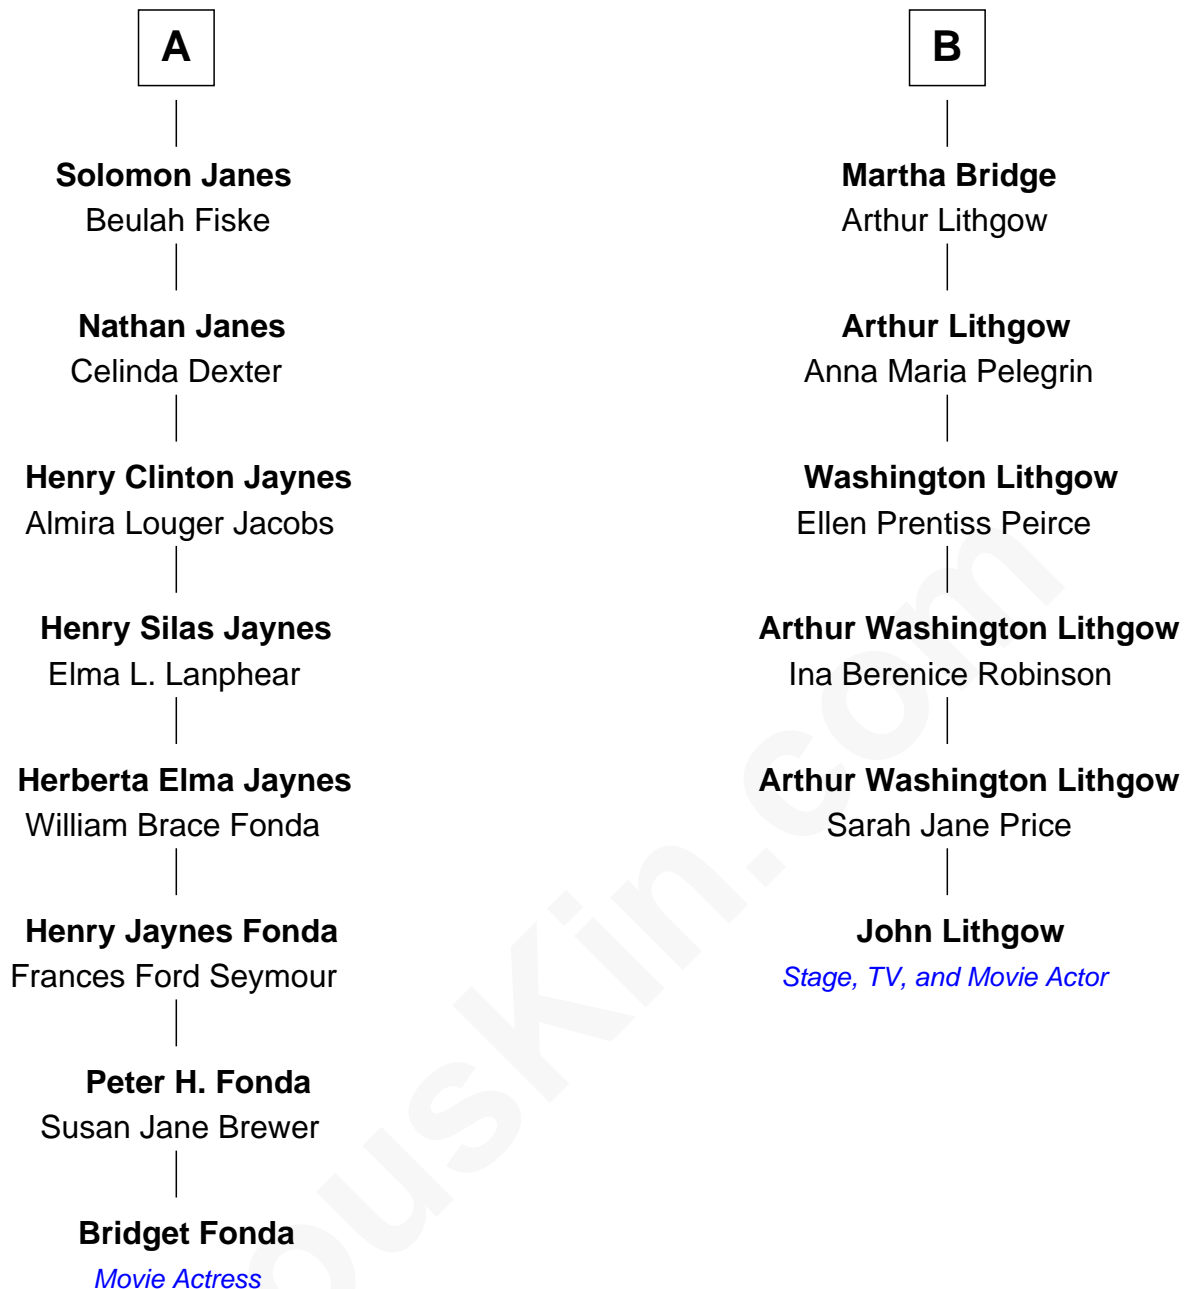 A
Solomon Janes
Beulah Fiske
Nathan Janes
Celinda Dexter
Henry Clinton Jaynes
Almira Louger Jacobs
Henry Silas Jaynes
Elma L. Lanphear
Herberta Elma Jaynes
William Brace Fonda
Henry Jaynes Fonda
Frances Ford Seymour
Peter H. Fonda
Susan Jane Brewer
Bridget Fonda
Movie Actress
B
Martha Bridge
Arthur Lithgow
Arthur Lithgow
Anna Maria Pelegrin
Washington Lithgow
Ellen Prentiss Peirce
Arthur Washington Lithgow
Ina Berenice Robinson
Arthur Washington Lithgow
Sarah Jane Price
John Lithgow
Stage, TV, and Movie Actor
ousKin.com